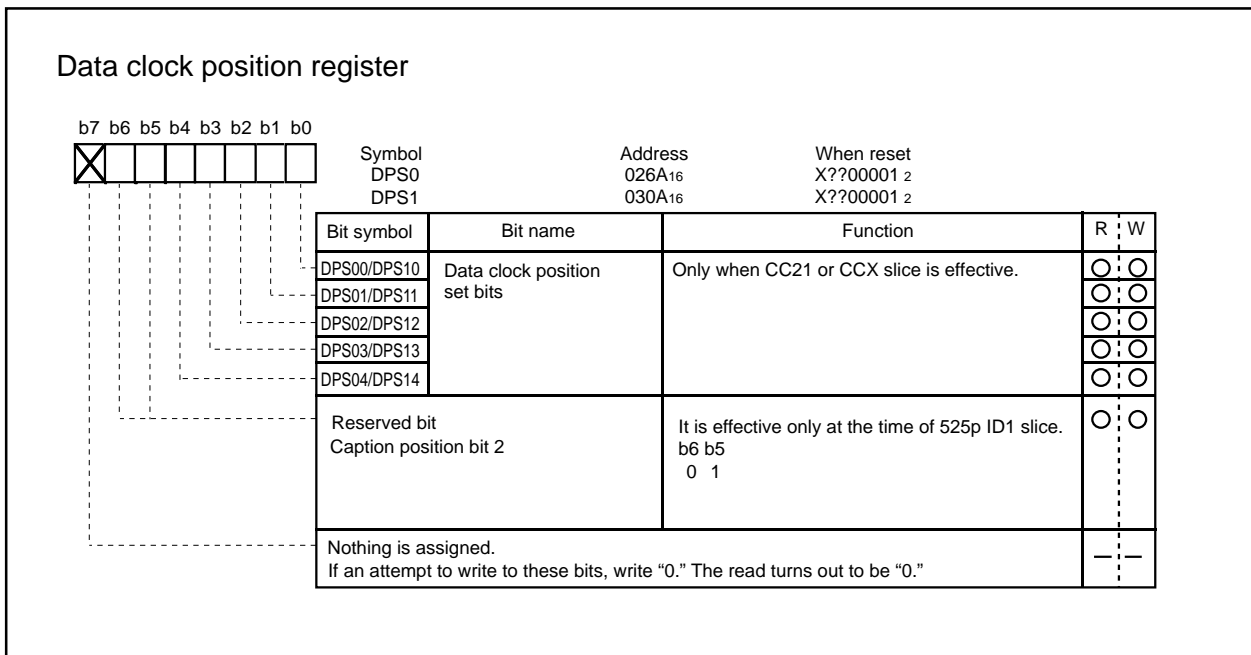 Data clock position register
b7 b6 b5 b4 b3 b2 b1 b0
Symbol Address When reset
DPS0 026A16 X??00001 2
DPS1 030A16 X??00001 2
Bit symbol Bit name Function R W
DPS00/DPS10 Data clock position Only when CC21 or CCX slice is effective.
DPS01/DPS11 set bits
DPS02/DPS12
DPS03/DPS13
DPS04/DPS14
Reserved bit It is effective only at the time of 525p ID1 slice.
Caption position bit 2 b6 b5
0 1
Nothing is assigned.
If an attempt to write to these bits, write “0.” The read turns out to be “0.”